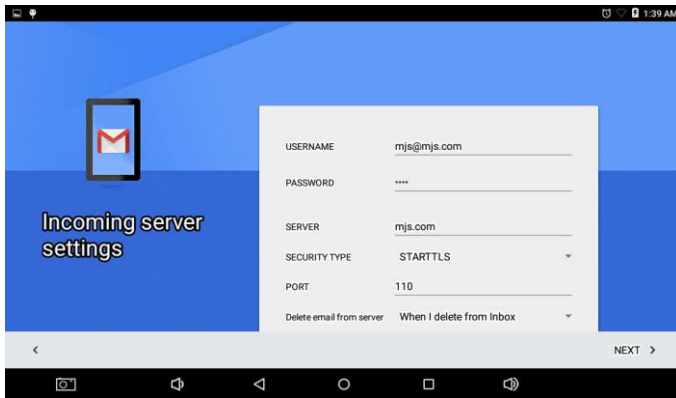 1:39 AM
USERNAME mjs@mjs.com
PASSWORD ····
Incoming server
settings
SERVER mjs.com
SECURITY TYPE STARTTLS
PORT 110
Delete email from server When I delete from Inbox
NEXT